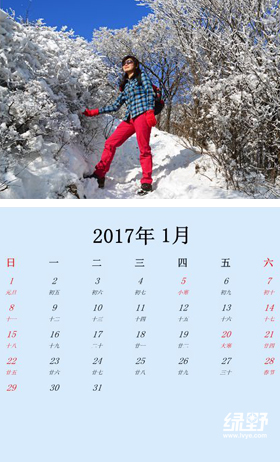 2017年 1月
日 一 二 三 四 五 六
1 2 3 4 5 6 7
元旦 初五 初六 初七 小寒 初九 初十
8 9 10 11 12 13 14
十一 十二 十三 十四 十五 十六 十七
15 16 17 18 19 20 21
十八 十九 二十 廿一 廿二 大寒 廿四
22 23 24 25 26 27 28
廿五 廿六 廿七 廿八 廿九 三十 春节
29 30 31
绿野
www.lvye.cn